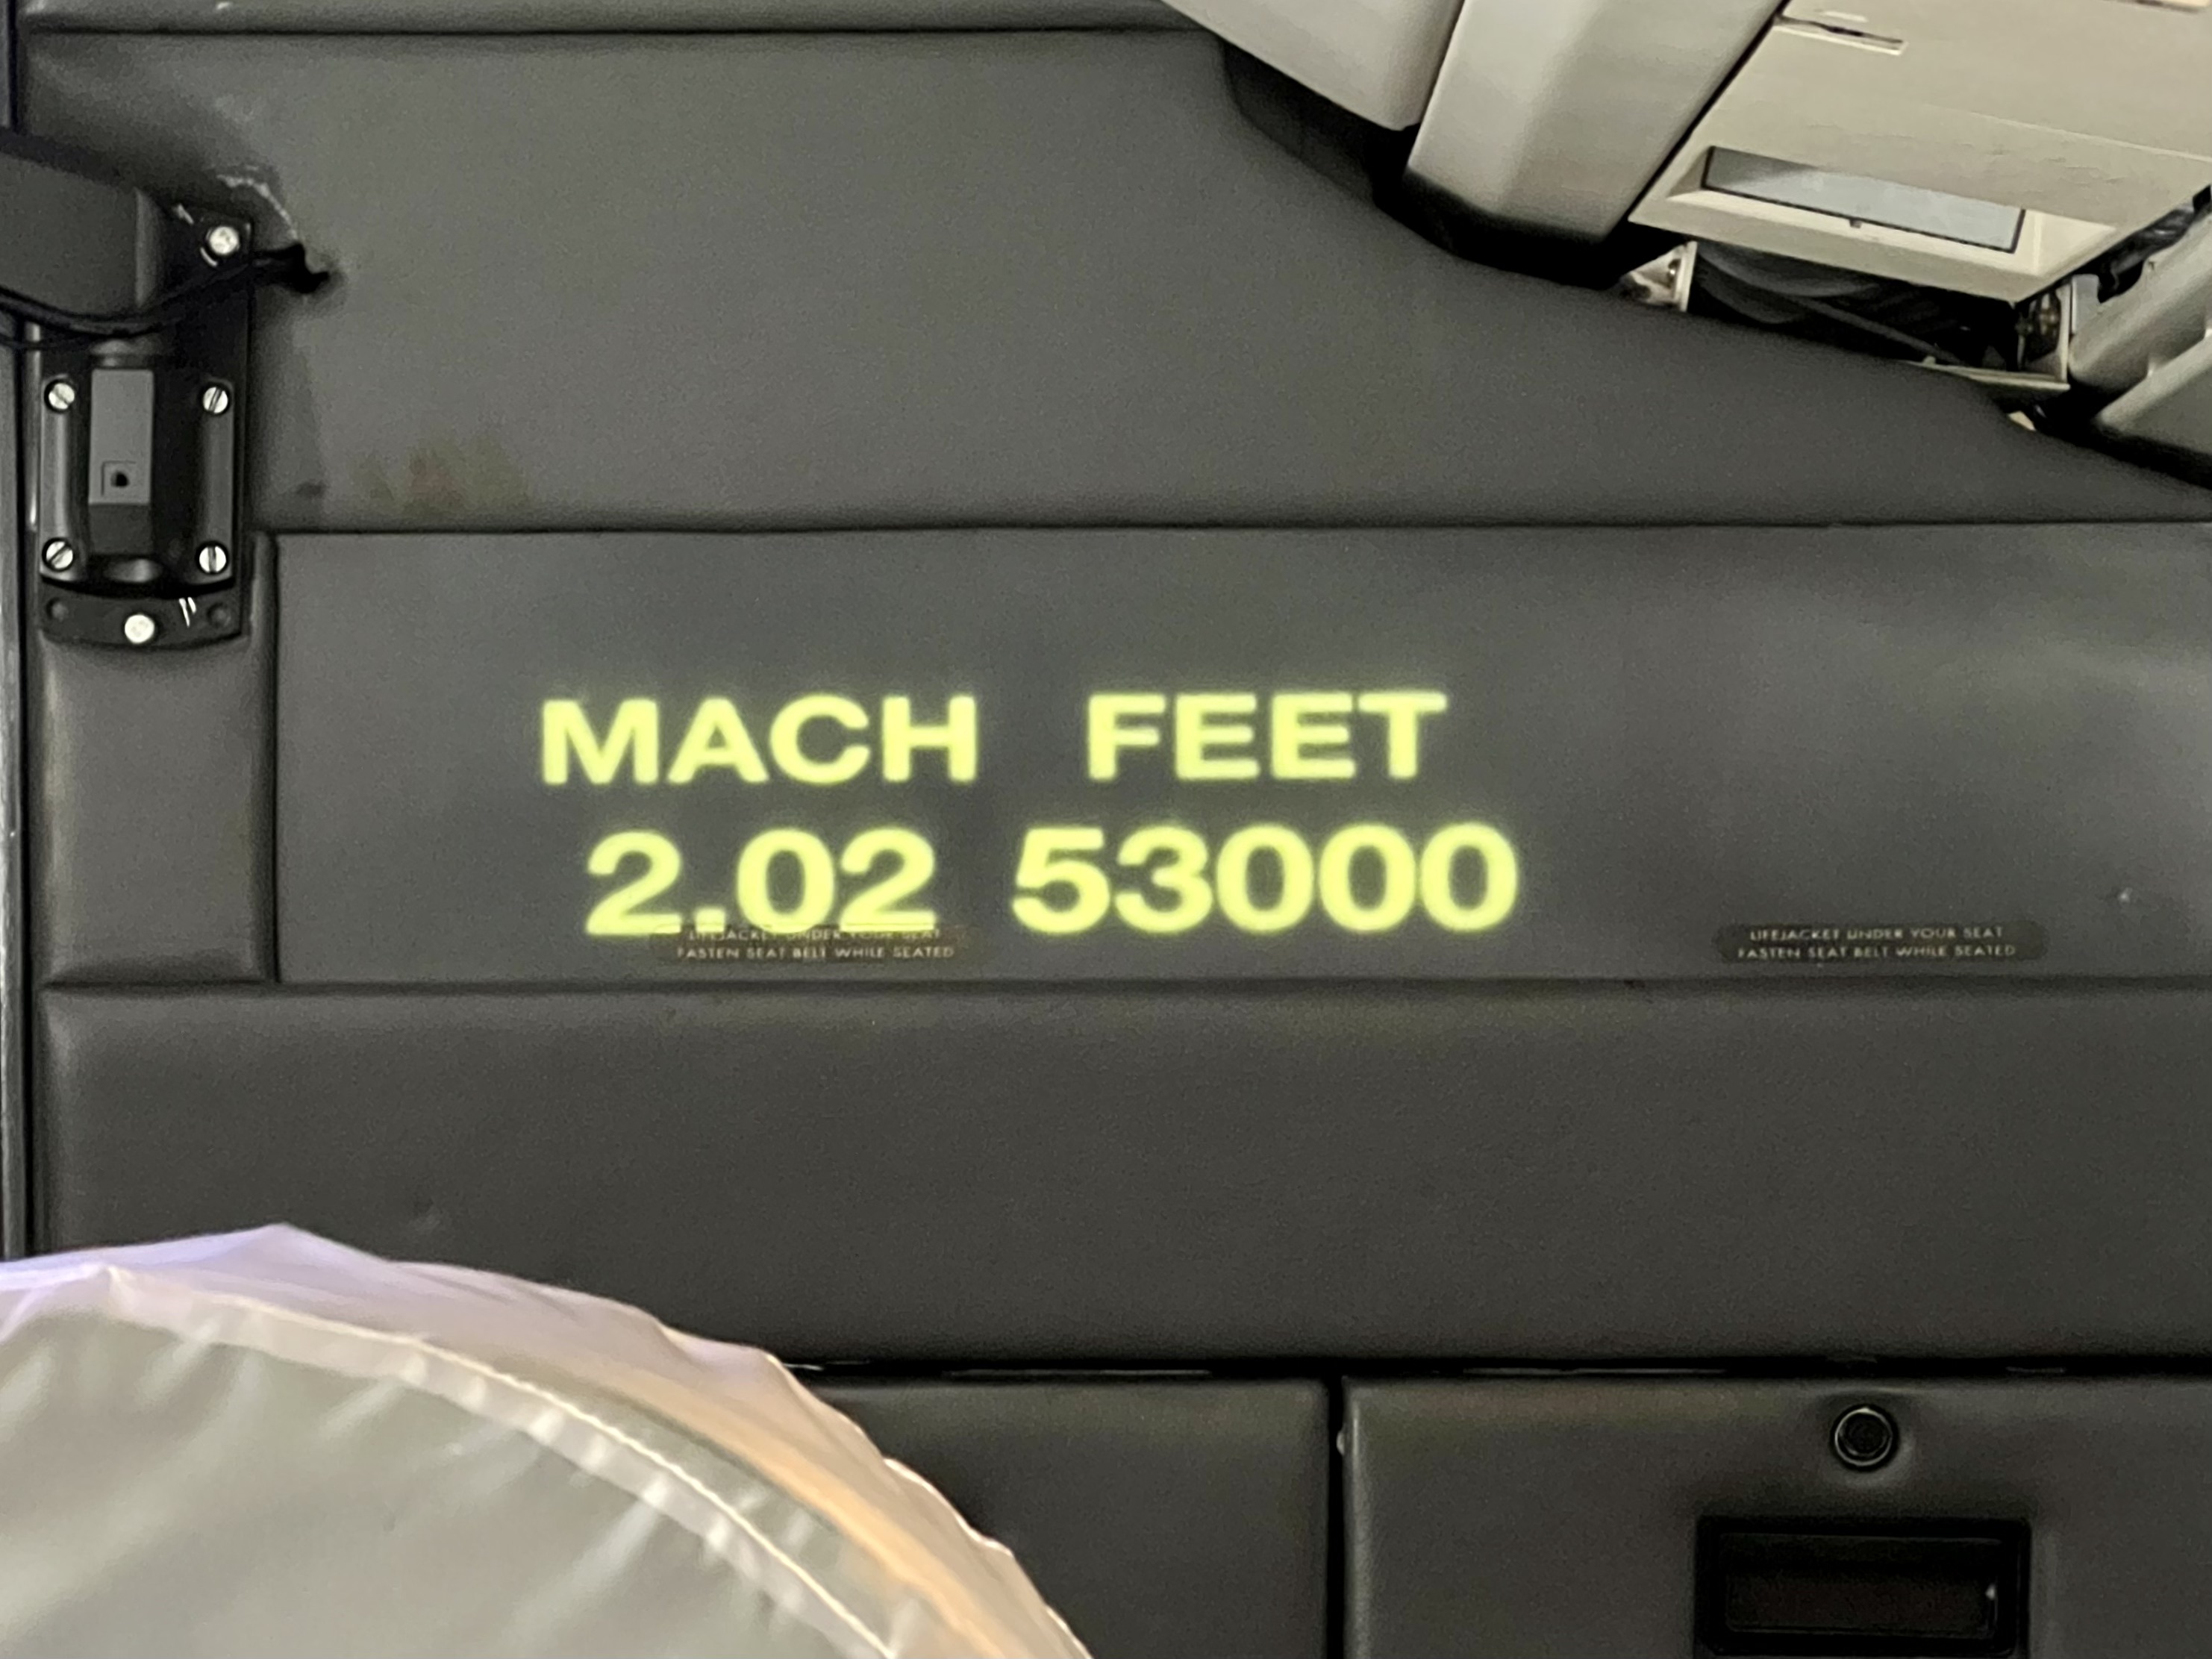 MACH FEET
2.02 53000
LIFEJACKET UNDER YOUR SEAT
FASTEN SEAT BELT WHILE SEATED
LIFEJACKET UNDER YOUR SEAT
FASTEN SEAT BELT WHILE SEATED